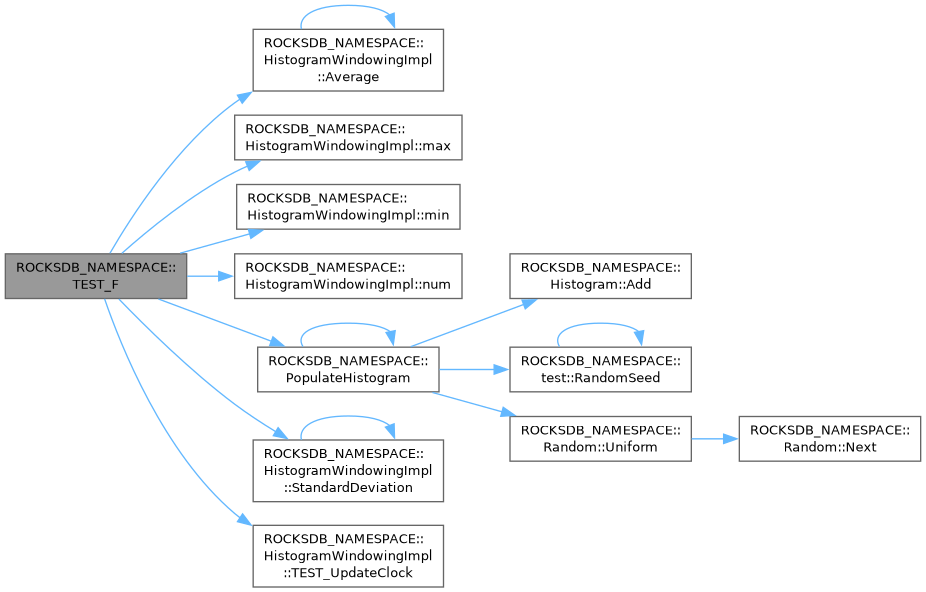 ROCKSDB_NAMESPACE::
TEST_F
ROCKSDB_NAMESPACE::
HistogramWindowingImpl
::Average
ROCKSDB_NAMESPACE::
HistogramWindowingImpl::max
ROCKSDB_NAMESPACE::
HistogramWindowingImpl::min
ROCKSDB_NAMESPACE::
HistogramWindowingImpl::num
ROCKSDB_NAMESPACE::
PopulateHistogram
ROCKSDB_NAMESPACE::
HistogramWindowingImpl
::StandardDeviation
ROCKSDB_NAMESPACE::
HistogramWindowingImpl
::TEST_UpdateClock
ROCKSDB_NAMESPACE::
Histogram::Add
ROCKSDB_NAMESPACE::
test::RandomSeed
ROCKSDB_NAMESPACE::
Random::Uniform
ROCKSDB_NAMESPACE::
Random::Next